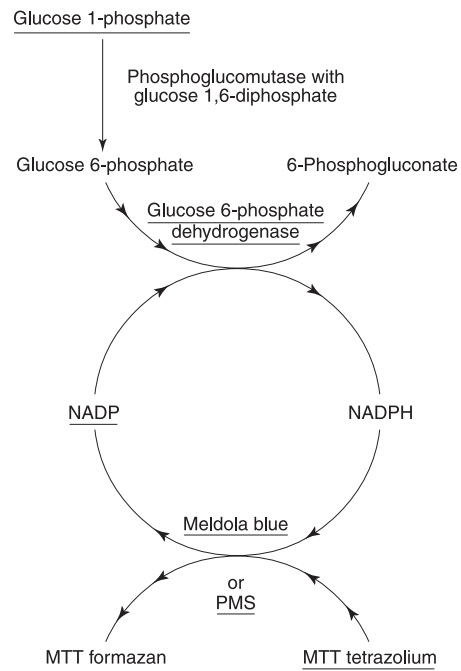 Glucose 1-phosphate
Phosphoglucomutase with
glucose 1,6-diphosphate
Glucose 6-phosphate
6-Phosphogluconate
Glucose 6-phosphate
dehydrogenase
NADP
NADPH
Meldola blue
or
PMS
MTT formazan
MTT tetrazolium